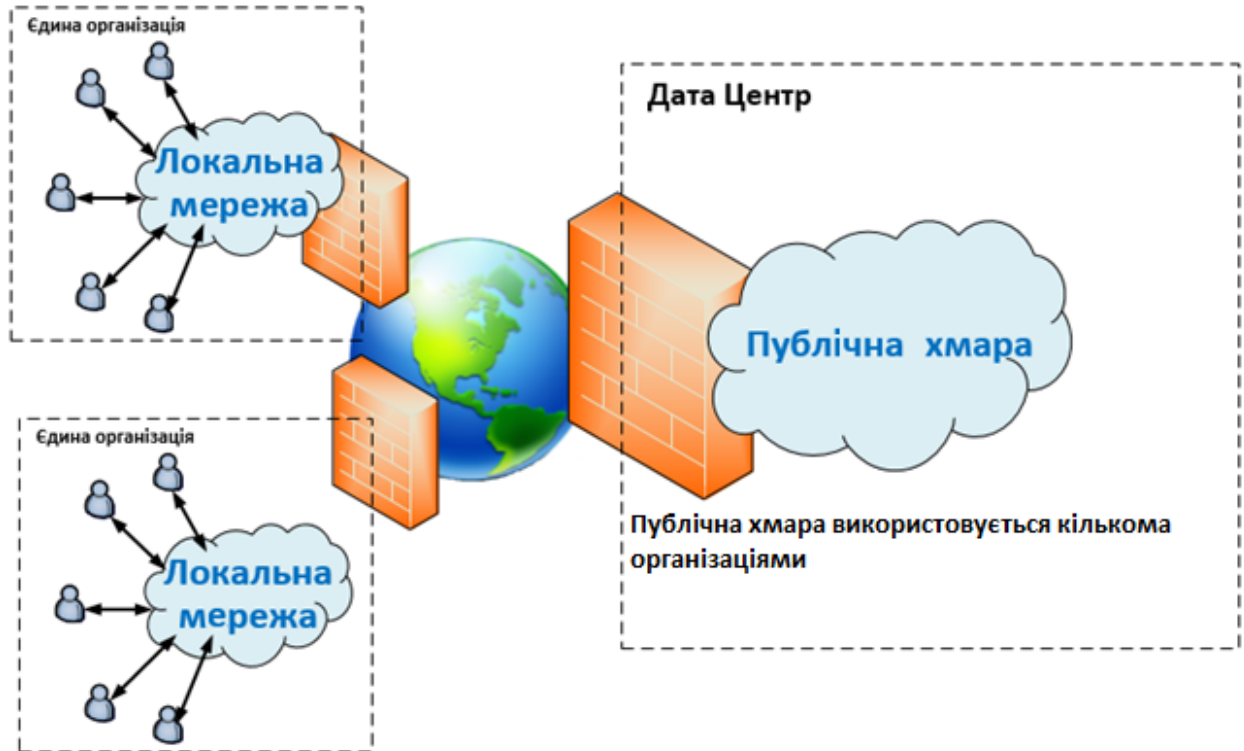 Єдина організація
Локальна
мережа
Дата Центр
Публічна хмара
Публічна хмара використовується кількома
організаціями
Єдина організація
Локальна
мережа